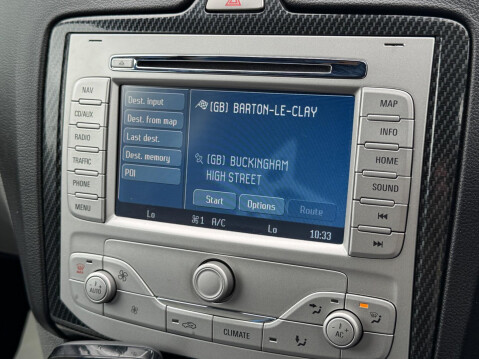 NAV
CD/AUX
RADIO
TRAFFIC
PHONE
MENU
Dest. input
Dest. from map
Last dest.
Dest. memory
POI
(GB) BARTON-LE-CLAY
(GB) BUCKINGHAM
HIGH STREET
Start
Options
Route
Lo
1 A/C
Lo
10:33
MAP
INFO
HOME
SOUND
AUTO
CLIMATE
AC